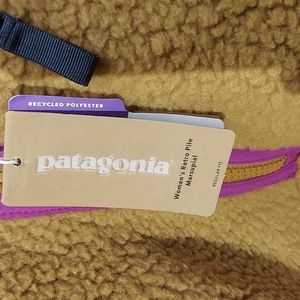 RECYCLED POLYESTER
patagonia®
Women's Retro Pile
Marsupial
REGULAR FIT